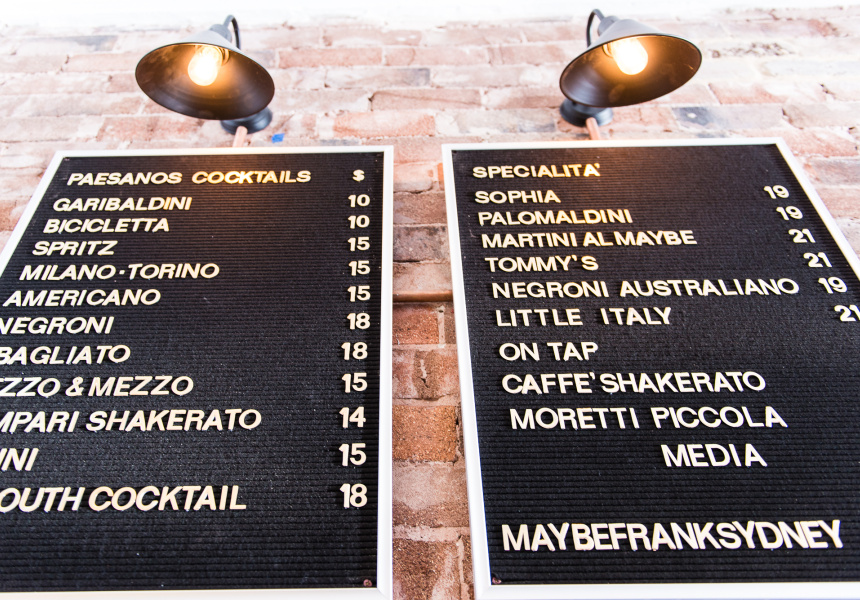 PAESANOS COCKTAILS $
GARIBALDINI 10
BICICLETTA 10
SPRITZ 15
MILANO·TORINO 15
AMERICANO 15
NEGRONI 18
BAGLIATO 18
ZZO & MEZZO 15
MPARI SHAKERATO 14
INI 15
OUTH COCKTAIL 18
SPECIALITA'
SOPHIA 19
PALOMALDINI 19
MARTINI AL MAYBE 21
TOMMY'S 21
NEGRONI AUSTRALIANO 19
LITTLE ITALY 21
ON TAP
CAFFE' SHAKERATO
MORETTI PICCOLA
MEDIA
MAYBEFRANKSYDNEY